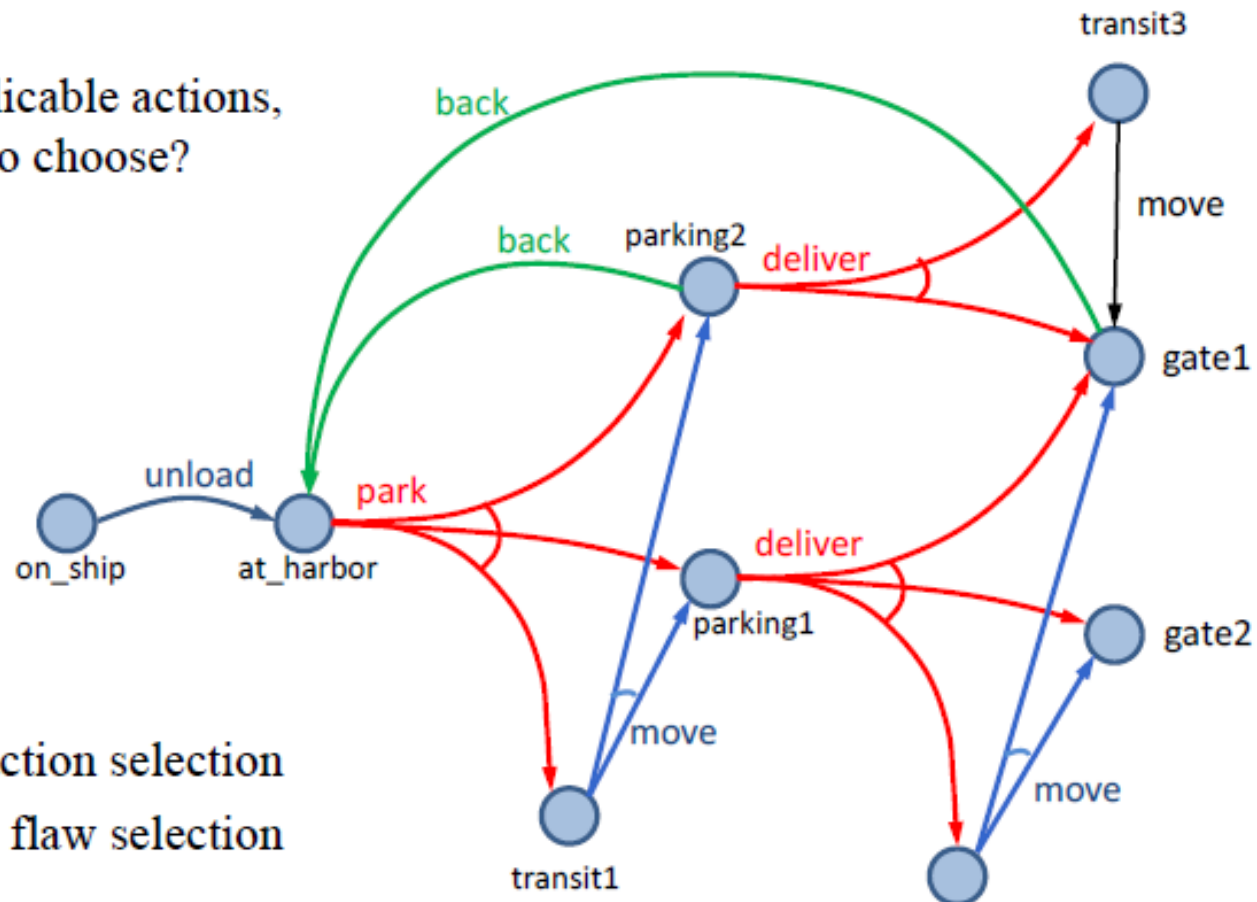 transit3
licable actions,
o choose?
back
move
back
parking2
deliver
gate1
unload
park
on_ship
at_harbor
deliver
parking1
gate2
move
ction selection
flaw selection
move
transit1